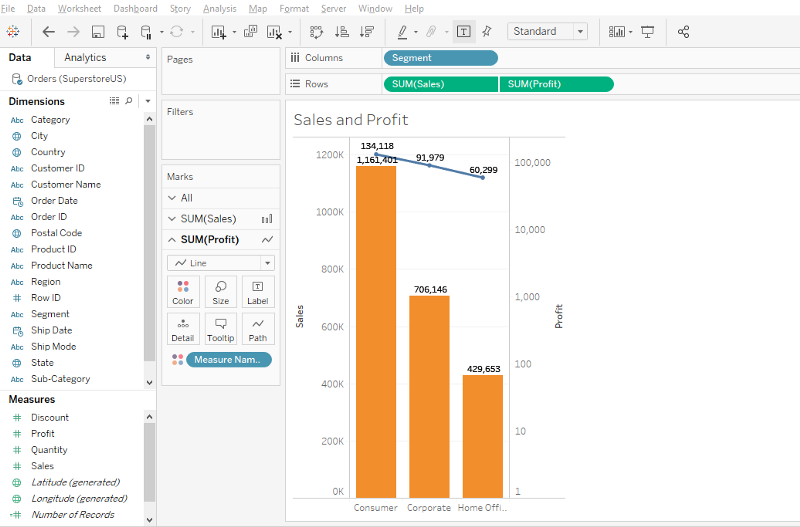 File Data Worksheet Dashboard Story Analysis Map Format Server Window Help
Standard
Data Analytics
Orders (SuperstoreUS)
Dimensions
Abc Category
City
Country
Abc Customer ID
Abc Customer Name
Order Date
Abc Order ID
Postal Code
Abc Product ID
Abc Product Name
Abc Region
# Row ID
Abc Segment
Ship Date
Abc Ship Mode
State
Abc Sub-Category
Measures
# Discount
# Profit
# Quantity
# Sales
Latitude (generated)
Longitude (generated)
=# Number of Records
Pages
Filters
Marks
All
SUM(Sales)
SUM(Profit)
Line
Color Size Label
Detail Tooltip Path
Measure Nam..
Columns Segment
Rows SUM(Sales) SUM(Profit)
Sales and Profit
1200K
1000K
800K
600K
400K
200K
0K
Sales
134,118
1,161,401
91,979
60,299
706,146
429,653
100,000
10,000
1,000
100
10
1
Profit
Consumer Corporate Home Offi..